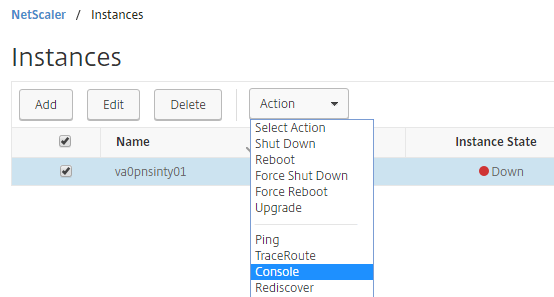 NetScaler / Instances
Instances
Add Edit Delete Action
Name Instance State
va0pnsinty01 Down
Select Action
Shut Down
Reboot
Force Shut Down
Force Reboot
Upgrade
Ping
TraceRoute
Console
Rediscover